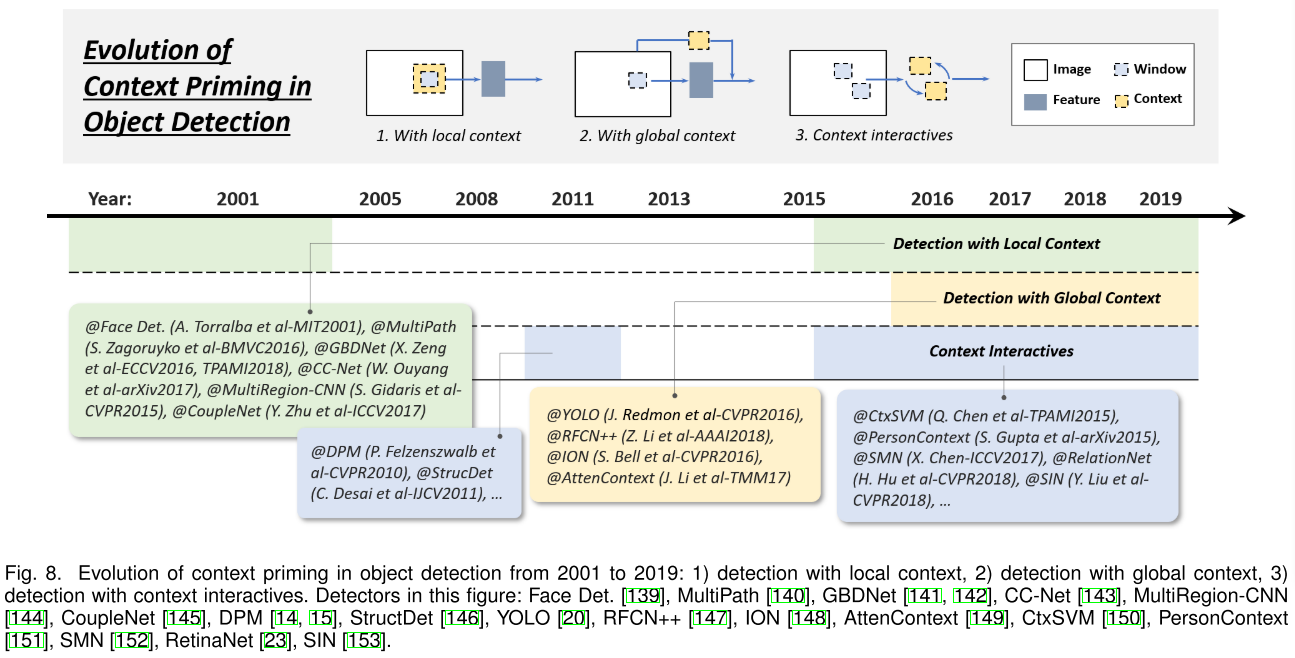 Evolution of
Context Priming in
Object Detection
1. With local context
2. With global context
3. Context interactives
Image
Window
Feature
Context
Year: 2001 2005 2008 2011 2013 2015 2016 2017 2018 2019
Detection with Local Context
Detection with Global Context
Context Interactives
@Face Det. (A. Torralba et al-MIT2001), @MultiPath
(S. Zagoruyko et al-BMVC2016), @GBDNet (X. Zeng
et al-ECCV2016, TPAMI2018), @CC-Net (W. Ouyang
et al-arXiv2017), @MultiRegion-CNN (S. Gidaris et al-
CVPR2015), @CoupleNet (Y. Zhu et al-ICCV2017)
@DPM (P. Felzenszwalb et
al-CVPR2010), @StrucDet
(C. Desai et al-IJCV2011), …
@YOLO (J. Redmon et al-CVPR2016),
@RFCN++ (Z. Li et al-AAAI2018),
@ION (S. Bell et al-CVPR2016),
@AttenContext (J. Li et al-TMM17)
@CtxSVM (Q. Chen et al-TPAMI2015),
@PersonContext (S. Gupta et al-arXiv2015),
@SMN (X. Chen-ICCV2017), @RelationNet
(H. Hu et al-CVPR2018), @SIN (Y. Liu et al-
CVPR2018), …
Fig. 8. Evolution of context priming in object detection from 2001 to 2019: 1) detection with local context, 2) detection with global context, 3)
detection with context interactives. Detectors in this figure: Face Det. [139], MultiPath [140], GBDNet [141, 142], CC-Net [143], MultiRegion-CNN
[144], CoupleNet [145], DPM [14, 15], StructDet [146], YOLO [20], RFCN++ [147], ION [148], AttenContext [149], CtxSVM [150], PersonContext
[151], SMN [152], RetinaNet [23], SIN [153].